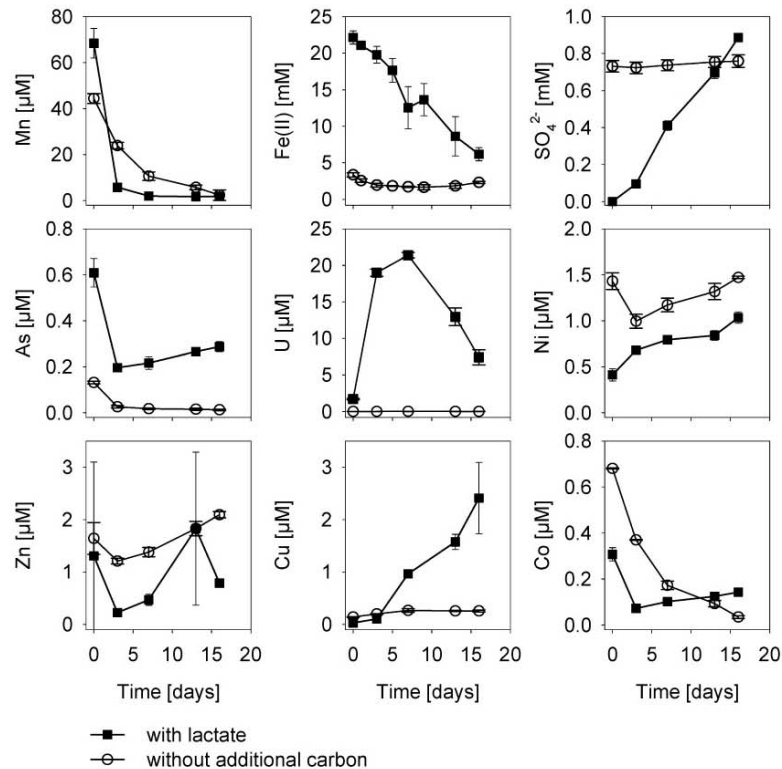 Mn [µM]
80
60
40
20
0
Fe(II) [mM]
25
20
15
10
5
0
SO₄²⁻ [mM]
1.0
0.8
0.6
0.4
0.2
0.0
As [µM]
0.8
0.6
0.4
0.2
0.0
U [µM]
25
20
15
10
5
0
Ni [µM]
2.0
1.5
1.0
0.5
0.0
Zn [µM]
3
2
1
0
0 5 10 15 20
Time [days]
Cu [µM]
3
2
1
0
0 5 10 15 20
Time [days]
Co [µM]
0.8
0.6
0.4
0.2
0.0
0 5 10 15 20
Time [days]
with lactate
without additional carbon